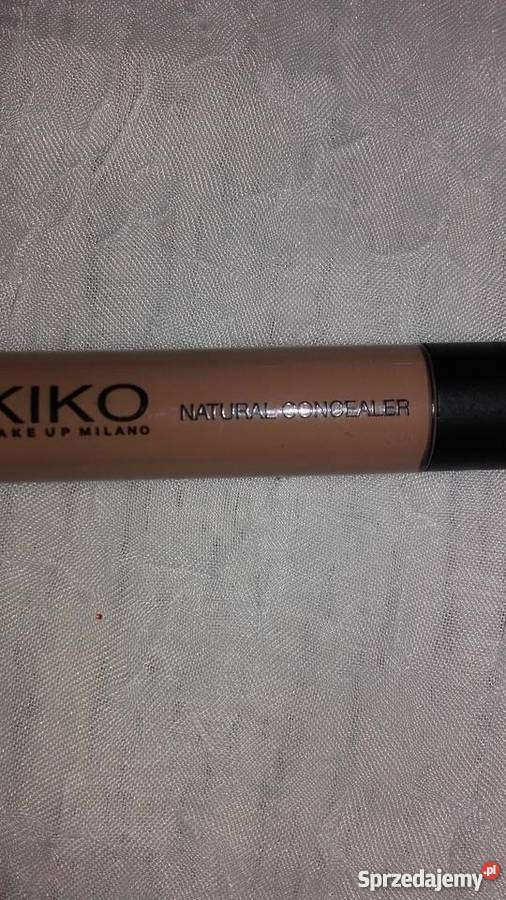 KIKO
AKE UP MILANO
NATURAL CONCEALER
Sprzedajemy.pl